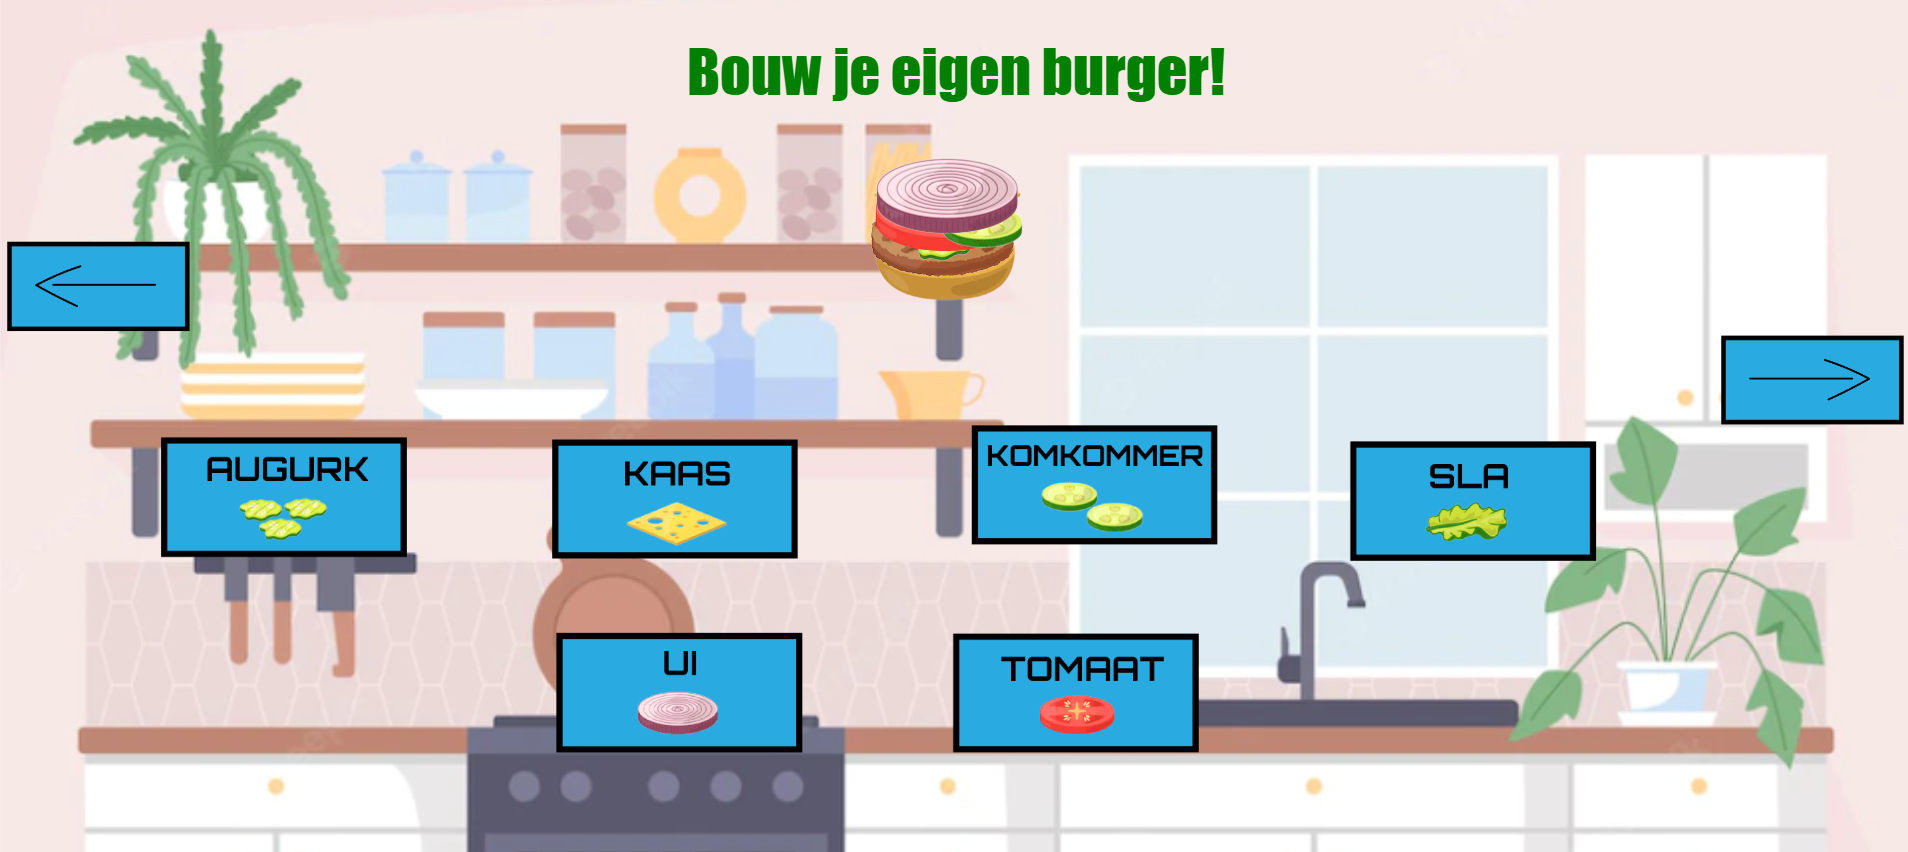 Bouw je eigen burger!
AUGURK
KAAS
KOMKOMMER
SLA
UI
TOMAAT